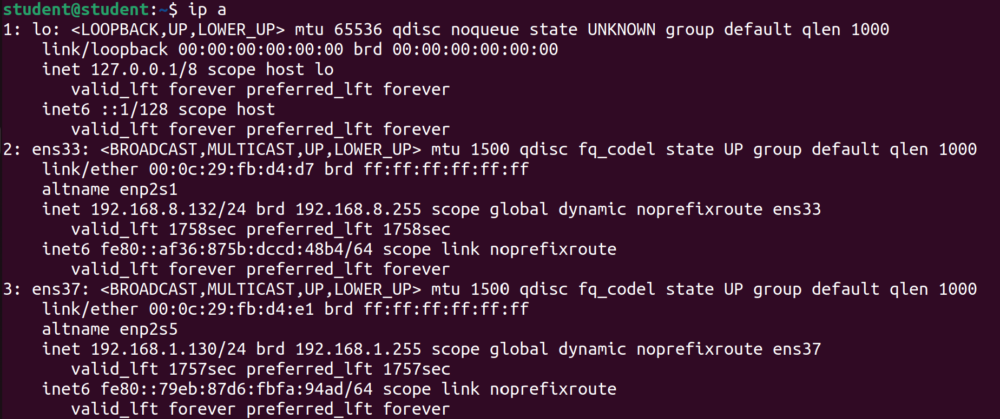 student@student:~$ ip a
1: lo: <LOOPBACK,UP,LOWER_UP> mtu 65536 qdisc noqueue state UNKNOWN group default qlen 1000
    link/loopback 00:00:00:00:00:00 brd 00:00:00:00:00:00
    inet 127.0.0.1/8 scope host lo
       valid_lft forever preferred_lft forever
    inet6 ::1/128 scope host
       valid_lft forever preferred_lft forever
2: ens33: <BROADCAST,MULTICAST,UP,LOWER_UP> mtu 1500 qdisc fq_codel state UP group default qlen 1000
    link/ether 00:0c:29:fb:d4:d7 brd ff:ff:ff:ff:ff:ff
    altname enp2s1
    inet 192.168.8.132/24 brd 192.168.8.255 scope global dynamic noprefixroute ens33
       valid_lft 1758sec preferred_lft 1758sec
    inet6 fe80::af36:875b:dccd:48b4/64 scope link noprefixroute
       valid_lft forever preferred_lft forever
3: ens37: <BROADCAST,MULTICAST,UP,LOWER_UP> mtu 1500 qdisc fq_codel state UP group default qlen 1000
    link/ether 00:0c:29:fb:d4:e1 brd ff:ff:ff:ff:ff:ff
    altname enp2s5
    inet 192.168.1.130/24 brd 192.168.1.255 scope global dynamic noprefixroute ens37
       valid_lft 1757sec preferred_lft 1757sec
    inet6 fe80::79eb:87d6:fbfa:94ad/64 scope link noprefixroute
       valid_lft forever preferred_lft forever